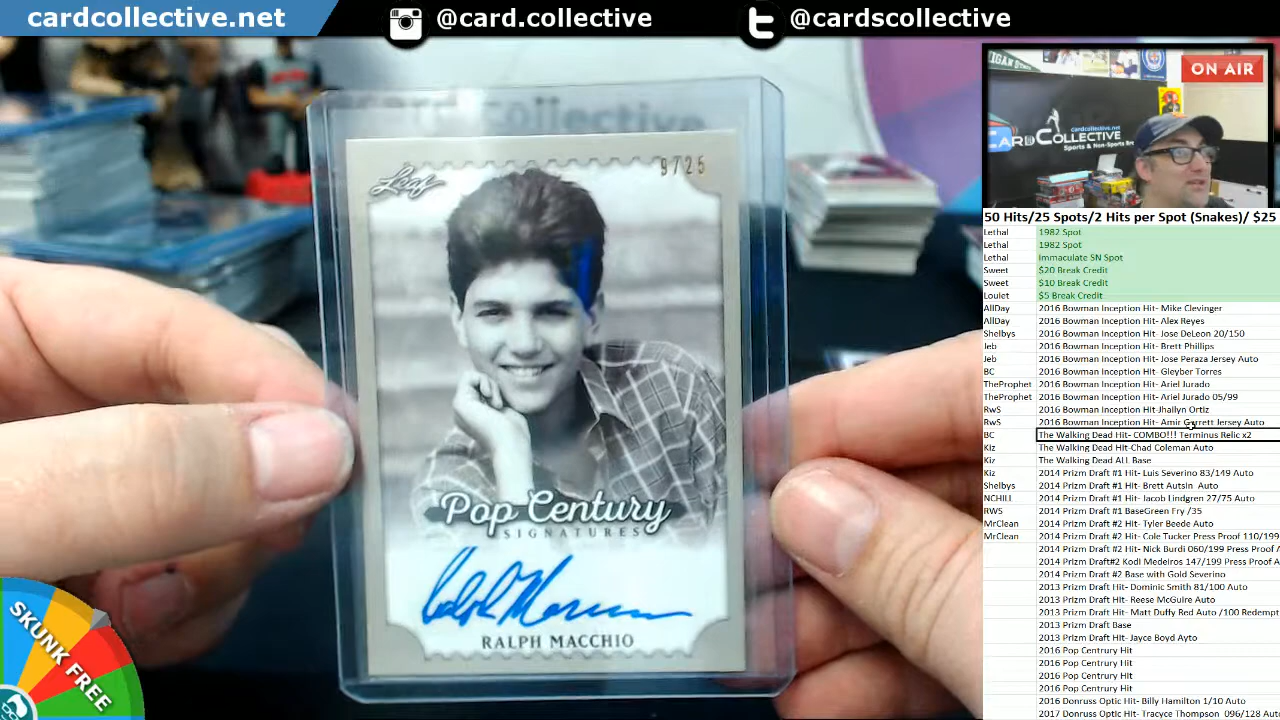 cardcollective.net @card.collective @cardscollective
card.collective
Leaf 9/25
Pop Century
SIGNATURES
RALPH MACCHIO
SKUNK FREE
ON AIR
cardcollective.net
CARDCOLLECTIVE
50 Hits/25 Spots/2 Hits per Spot (Snakes)/ $25
Lethal 1982 Spot
Lethal 1982 Spot
Lethal Immaculate SN Spot
Sweet $20 Break Credit
Sweet $10 Break Credit
Loulet $5 Break Credit
AllDay 2016 Bowman Inception Hit- Mike Clevinger
AllDay 2016 Bowman Inception Hit- Alex Reyes
Shelbys 2016 Bowman Inception Hit- Jose DeLeon 20/150
Jeb 2016 Bowman Inception Hit- Brett Phillips
Jeb 2016 Bowman Inception Hit- Jose Peraza Jersey Auto
BC 2016 Bowman Inception Hit- Gleyber Torres
TheProphet 2016 Bowman Inception Hit- Ariel Jurado
TheProphet 2016 Bowman Inception Hit- Ariel Jurado 05/99
RwS 2016 Bowman Inception Hit-Jhailyn Ortiz
RwS 2016 Bowman Inception Hit- Amir Garrett Jersey Auto
BC The Walking Dead Hit- COMBO!!! Terminus Relic x2
Kiz The Walking Dead Hit-Chad Coleman Auto
Kiz The Walking Dead ALL Base
Kiz 2014 Prizm Draft #1 Hit- Luis Severino 83/149 Auto
Shelbys 2014 Prizm Draft #1 Hit- Brett Autsin Auto
NCHILL 2014 Prizm Draft #1 Hit- Jacob Lindgren 27/75 Auto
RWS 2014 Prizm Draft #1 BaseGreen Fry /35
MrClean 2014 Prizm Draft #2 Hit- Tyler Beede Auto
MrClean 2014 Prizm Draft #2 Hit- Cole Tucker Press Proof 110/199
2014 Prizm Draft #2 Hit- Nick Burdi 060/199 Press Proof /
2014 Prizm Draft#2 Kodi Medeiros 147/199 Press Proof A
2014 Prizm Draft #2 Base with Gold Severino
2013 Prizm Draft Hit- Dominic Smith 81/100 Auto
2013 Prizm Draft Hit- Reese McGuire Auto
2013 Prizm Draft Hit- Matt Duffy Red Auto /100 Redempt
2013 Prizm Draft Base
2013 Prizm Draft Hit- Jayce Boyd Ayto
2016 Pop Century Hit
2016 Pop Century Hit
2016 Pop Century Hit
2016 Pop Century Hit
2016 Donruss Optic Hit- Billy Hamilton 1/10 Auto
2017 Donruss Optic Hit- Trayce Thompson 096/128 Auto